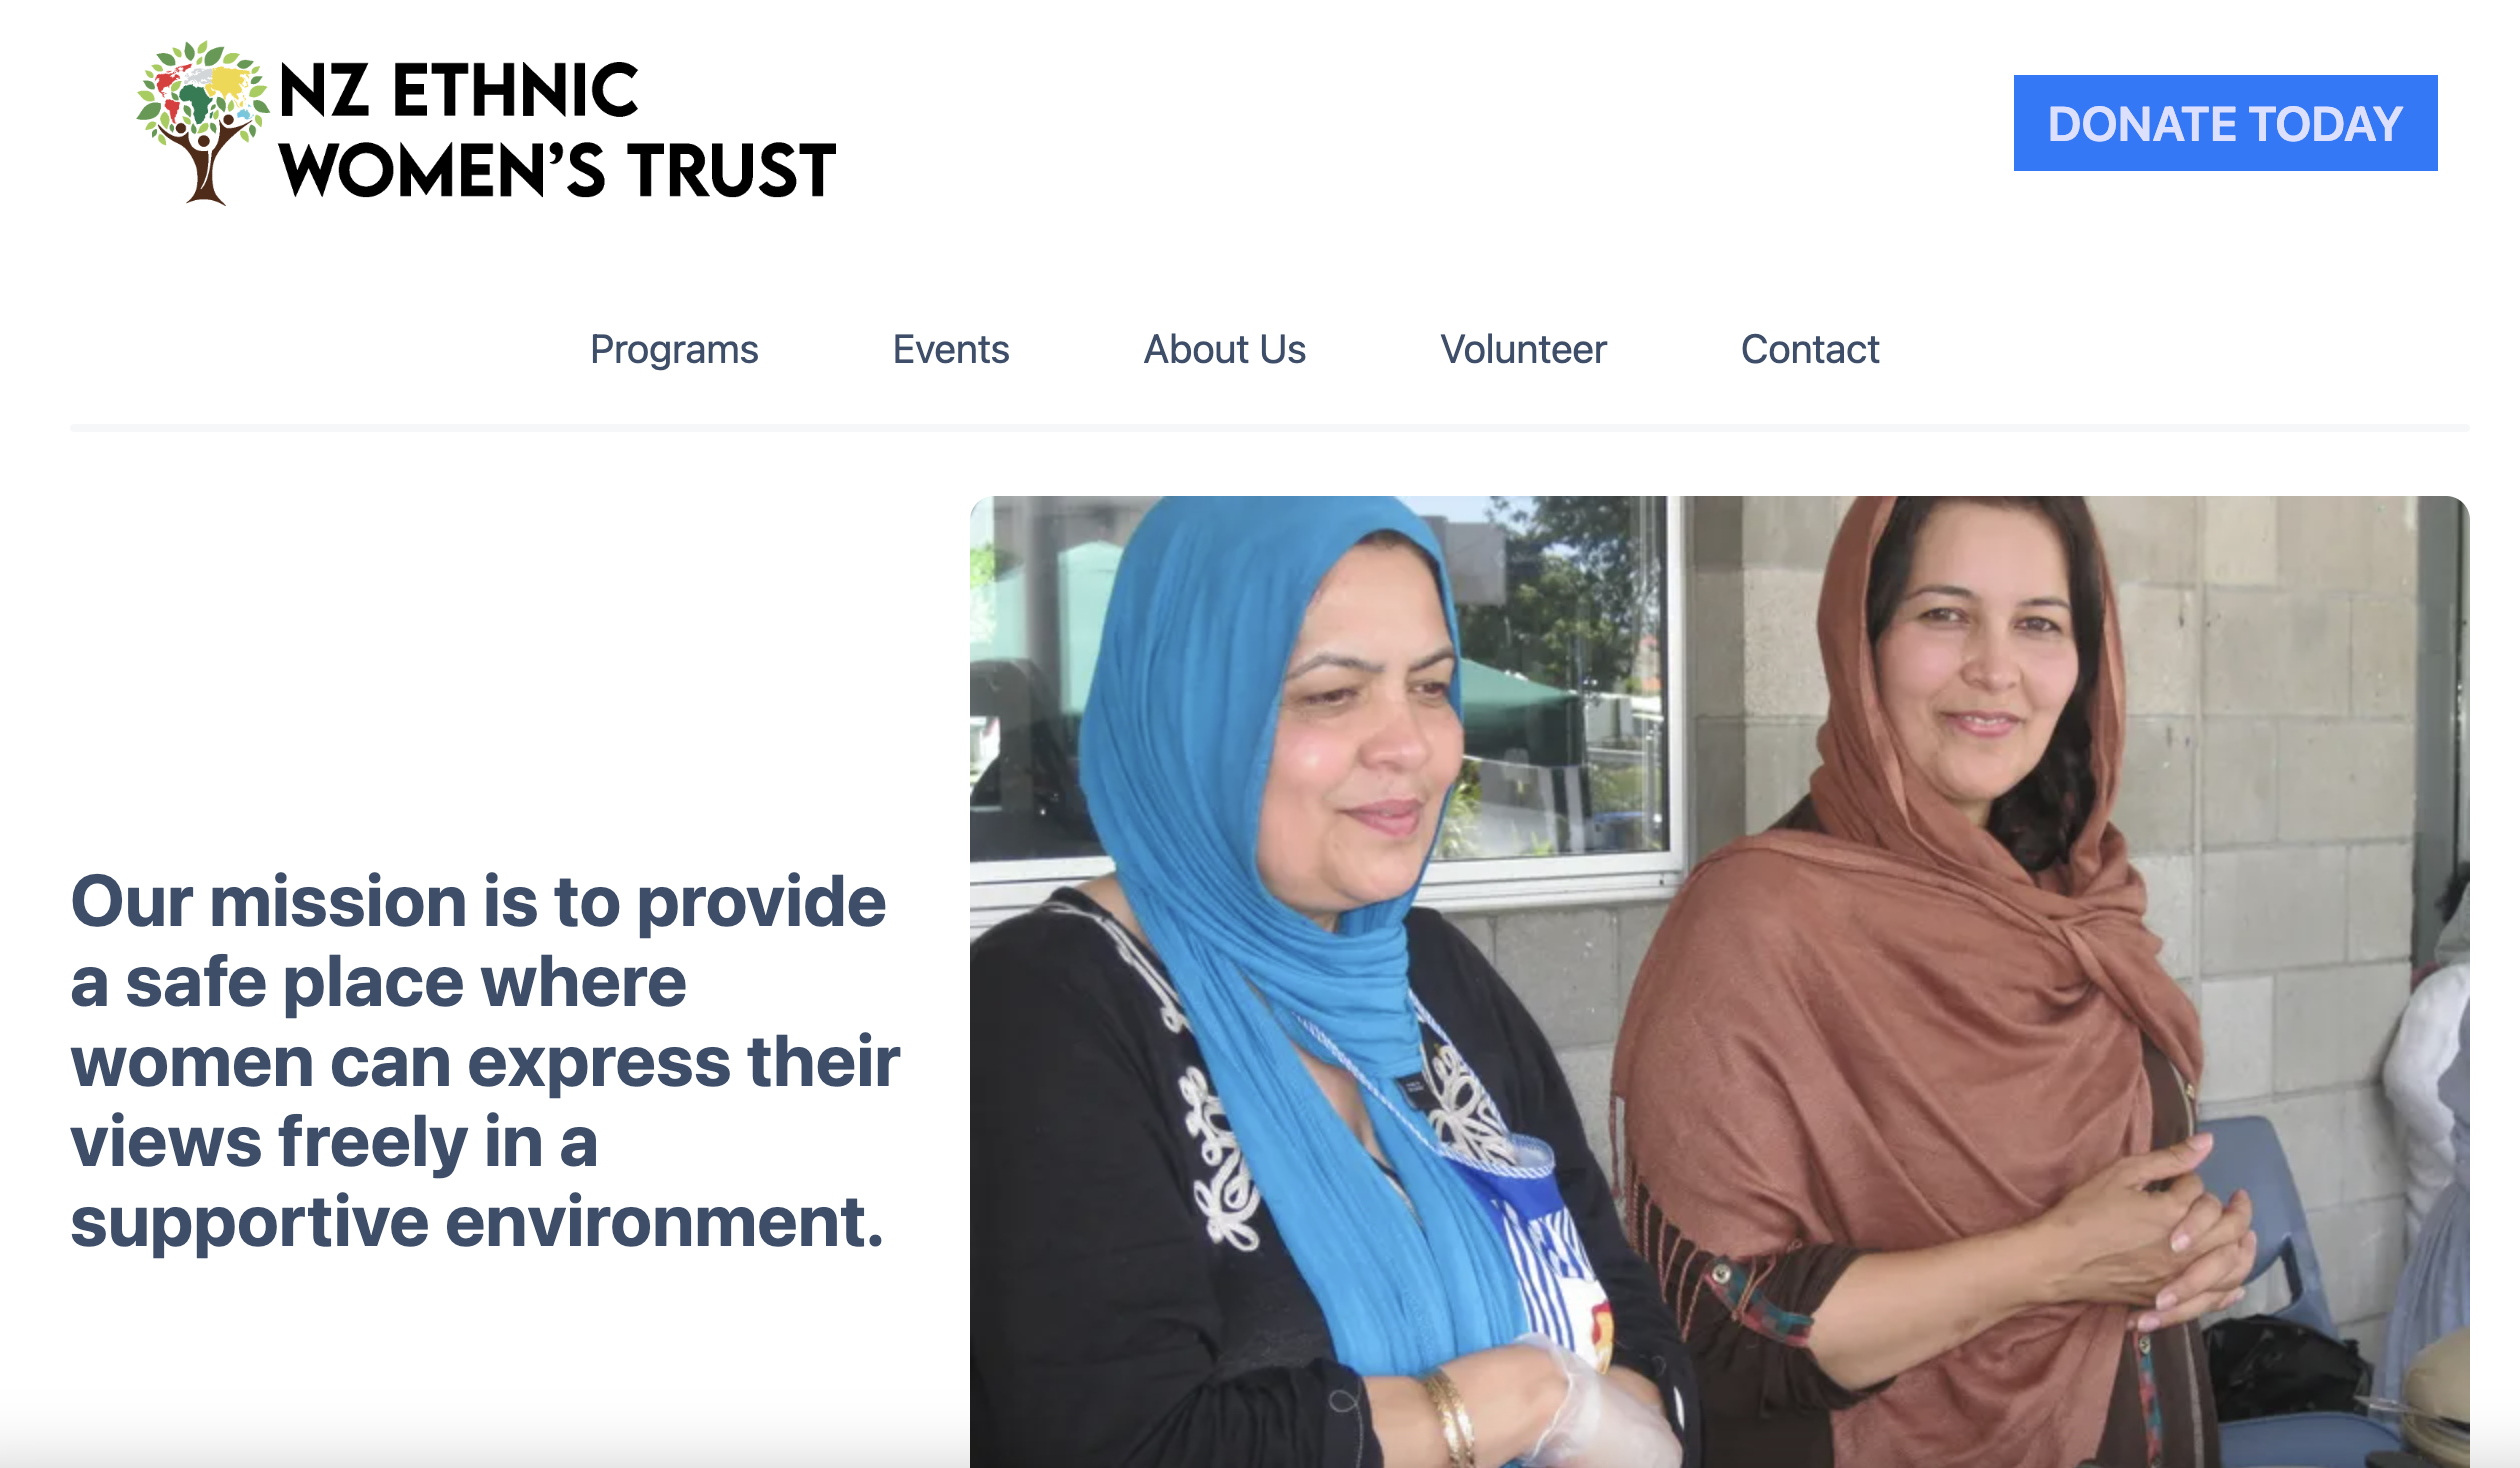 NZ ETHNIC
WOMEN'S TRUST
DONATE TODAY
Programs
Events
About Us
Volunteer
Contact
Our mission is to provide
a safe place where
women can express their
views freely in a
supportive environment.